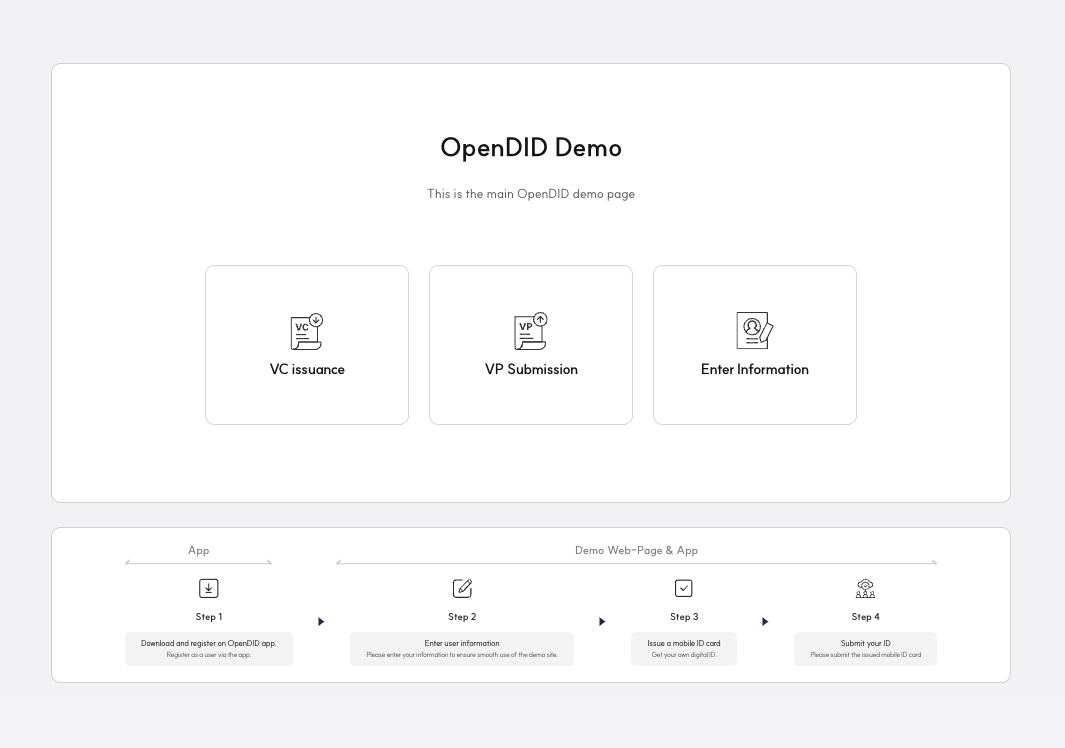 OpenDID Demo
This is the main OpenDID demo page
VC
VC issuance
VP
VP Submission
Enter Information
App
Demo Web-Page & App
Step 1
Download and register on OpenDID app.
Register as a user via the app.
Step 2
Enter user information
Please enter your information to ensure smooth use of the demo site.
Step 3
Issue a mobile ID card
Get your own digital ID.
Step 4
Submit your ID
Please submit the issued mobile ID card